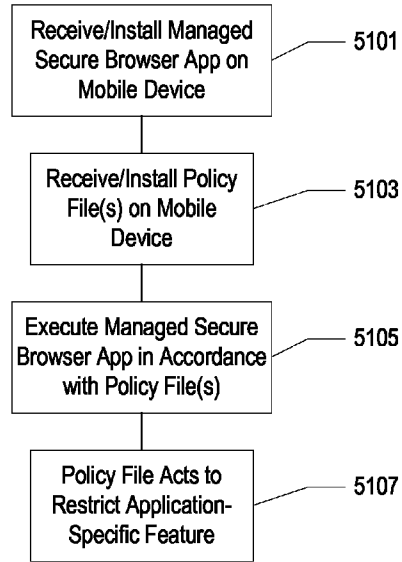 Receive/Install Managed
Secure Browser App on
Mobile Device
5101
Receive/Install Policy
File(s) on Mobile
Device
5103
Execute Managed Secure
Browser App in Accordance
with Policy File(s)
5105
Policy File Acts to
Restrict Application-
Specific Feature
5107